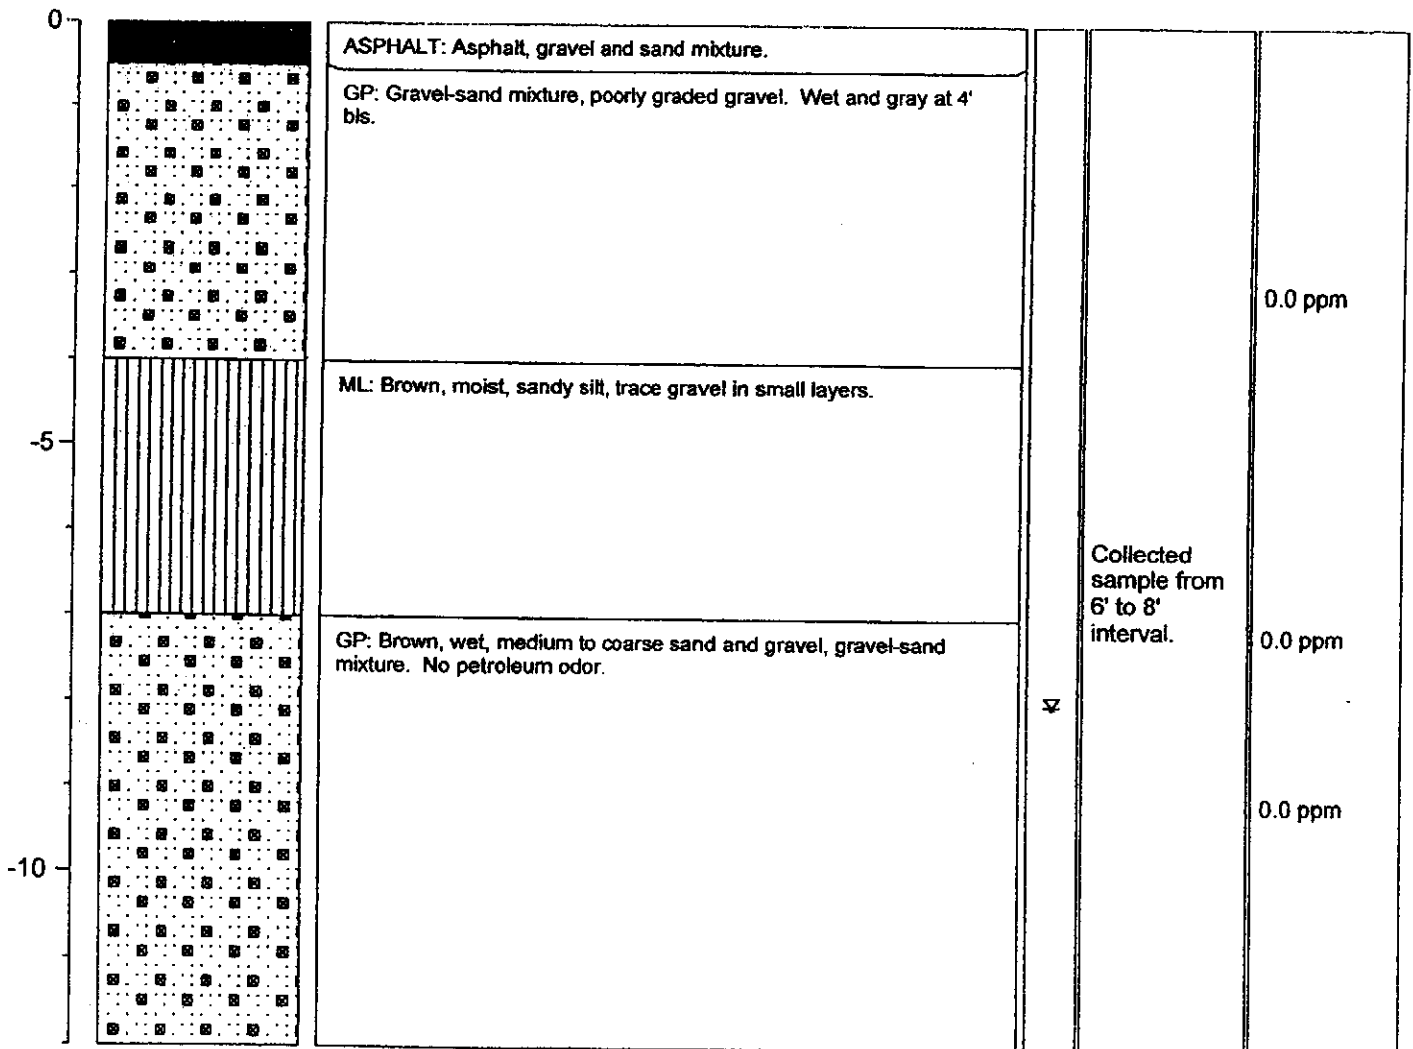 0
ASPHALT: Asphalt, gravel and sand mixture.
GP: Gravel-sand mixture, poorly graded gravel. Wet and gray at 4'
bls.
0.0 ppm
ML: Brown, moist, sandy silt, trace gravel in small layers.
-5
Collected
sample from
6' to 8'
interval.
0.0 ppm
GP: Brown, wet, medium to coarse sand and gravel, gravel-sand
mixture. No petroleum odor.
0.0 ppm
-10